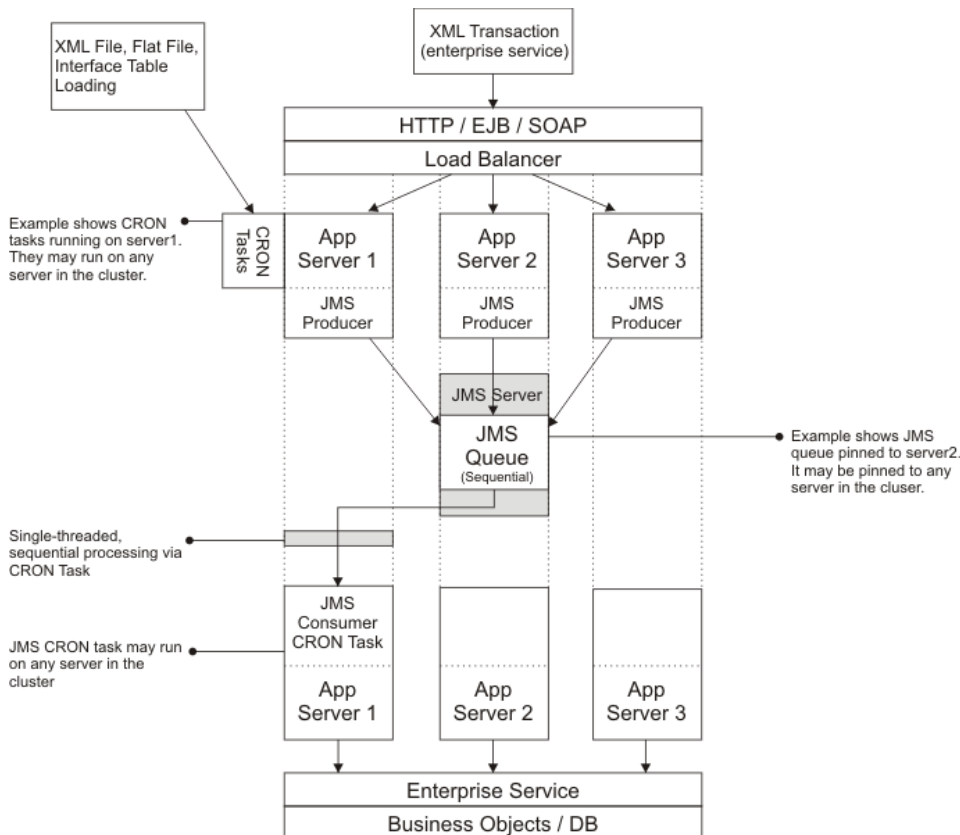 XML File, Flat File,
Interface Table
Loading
XML Transaction
(enterprise service)
HTTP / EJB / SOAP
Load Balancer
Example shows CRON
tasks running on server1.
They may run on any
server in the cluster.
CRON
Tasks
App
Server 1
App
Server 2
App
Server 3
JMS
Producer
JMS
Producer
JMS
Producer
JMS Server
JMS
Queue
(Sequential)
Example shows JMS
queue pinned to server2.
It may be pinned to any
server in the cluser.
Single-threaded,
sequential processing via
CRON Task
JMS
Consumer
CRON Task
JMS CRON task may run
on any server in the
cluster
App
Server 1
App
Server 2
App
Server 3
Enterprise Service
Business Objects / DB